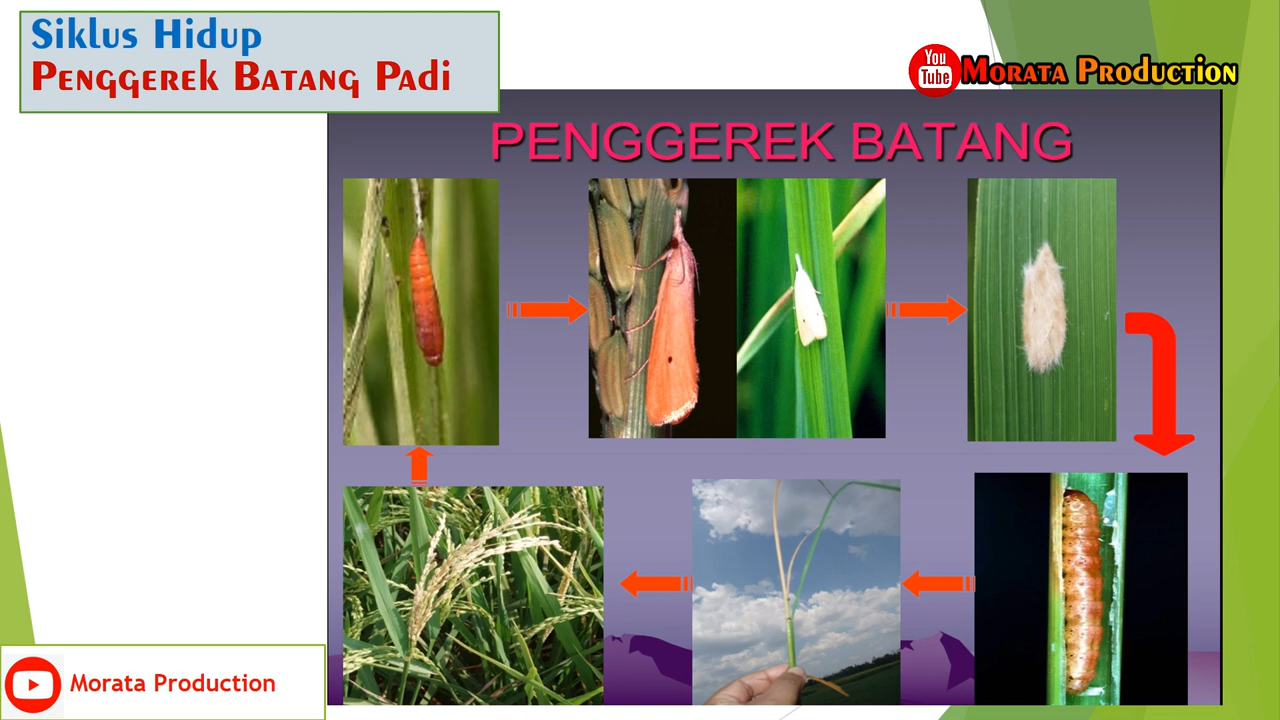 Siklus Hidup
Penggerek Batang Padi
You
Tube
Morata Production
PENGGEREK BATANG
Morata Production